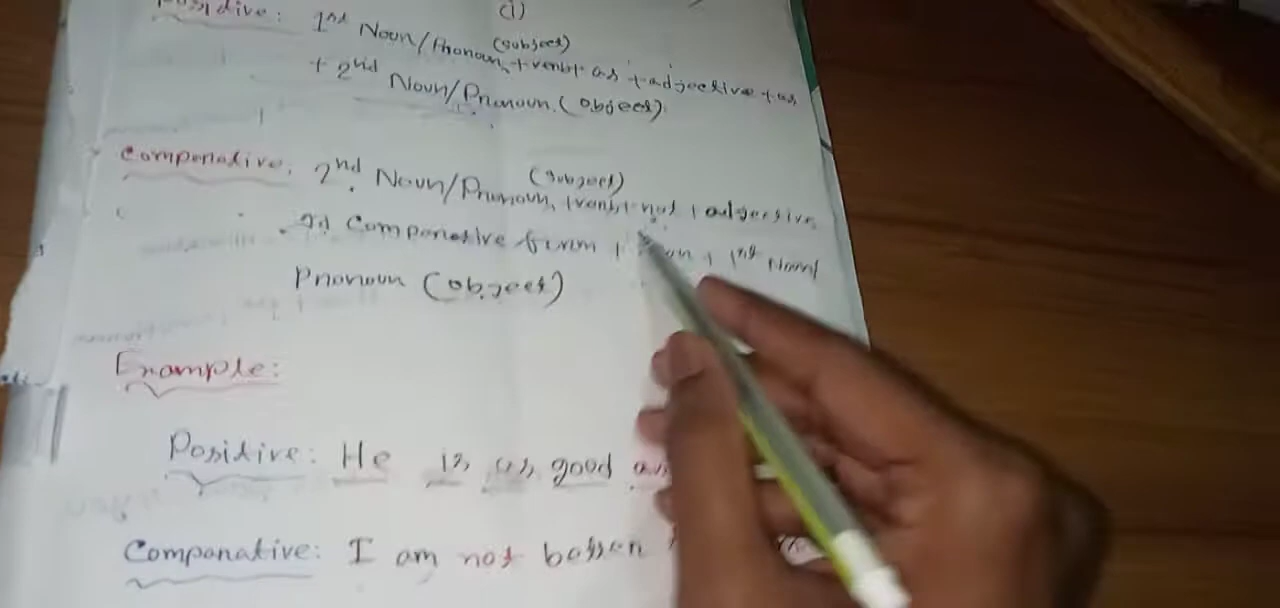 (1)
Positive: 1st Noun/Pronoun (subject) + verb + as + adjective + as
+ 2nd Noun/Pronoun. (object)
Comparative: 2nd Noun/Pronoun (subject) + verb + not + adjective
Comparative form + + 1st Noun/
Pronoun (object)
Example:
Positive: He is as good as
Comparative: I am not better